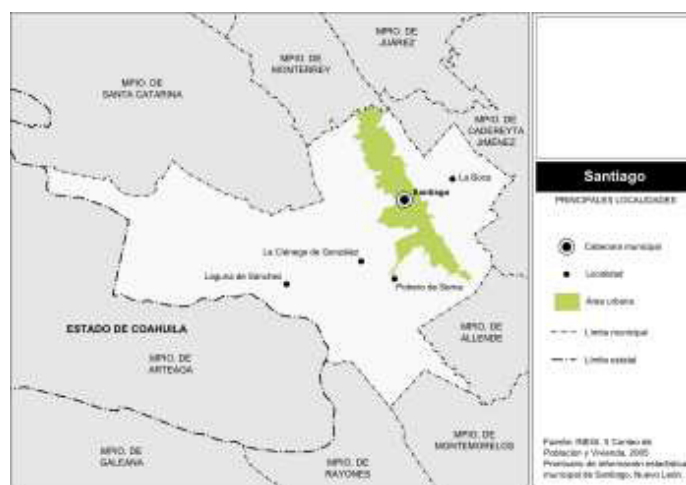 MPIO. DE
JUÁREZ
MPIO. DE
MONTERREY
MPIO. DE
SANTA CATARINA
MPIO. DE
CADEREYTA
JIMÉNEZ
La Boca
Santiago
La Ciénega de González
Laguna de Sánchez
Potrero de Serna
ESTADO DE COAHUILA
MPIO. DE
ARTEAGA
MPIO. DE
ALLENDE
MPIO. DE
GALEANA
MPIO. DE
RAYONES
MPIO. DE
MONTEMORELOS
Santiago
PRINCIPALES LOCALIDADES
Cabecera municipal
Localidad
Área urbana
Límite municipal
Límite estatal
Fuente: INEGI. II Conteo de
Población y Vivienda, 2005
Prontuario de información estadística
municipal de Santiago, Nuevo León.